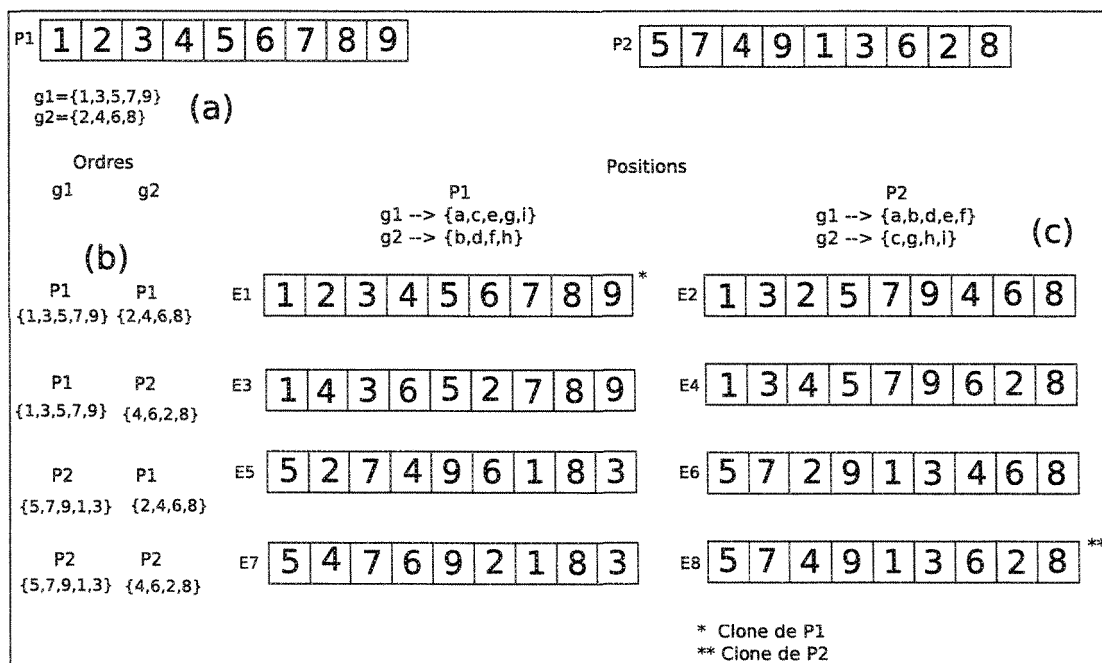 P1 1 2 3 4 5 6 7 8 9
P2 5 7 4 9 1 3 6 2 8
g1={1,3,5,7,9}
g2={2,4,6,8}
(a)
Ordres
g1 g2
Positions
P1
g1 --> {a,c,e,g,i}
g2 --> {b,d,f,h}
P2
g1 --> {a,b,d,e,f}
g2 --> {c,g,h,i}
(c)
(b)
P1 P1
{1,3,5,7,9} {2,4,6,8}
E1 1 2 3 4 5 6 7 8 9 *
E2 1 3 2 5 7 9 4 6 8
P1 P2
{1,3,5,7,9} {4,6,2,8}
E3 1 4 3 6 5 2 7 8 9
E4 1 3 4 5 7 9 6 2 8
P2 P1
{5,7,9,1,3} {2,4,6,8}
E5 5 2 7 4 9 6 1 8 3
E6 5 7 2 9 1 3 4 6 8
P2 P2
{5,7,9,1,3} {4,6,2,8}
E7 5 4 7 6 9 2 1 8 3
E8 5 7 4 9 1 3 6 2 8 **
* Clone de P1
** Clone de P2